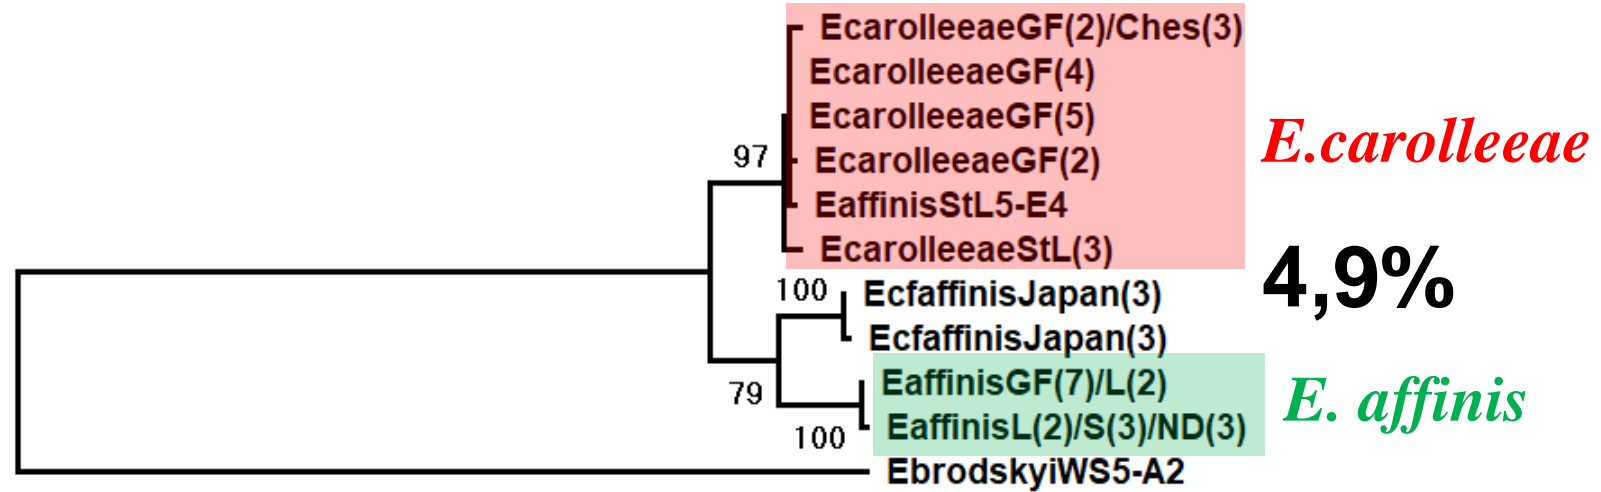 EcarolleeaeGF(2)/Ches(3)
EcarolleeaeGF(4)
EcarolleeaeGF(5)
97
EcarolleeaeGF(2)
E.carolleeae
EaffinisStL5-E4
EcarolleeaeStL(3)
4,9%
100
EcfaffinisJapan(3)
EcfaffinisJapan(3)
79
EaffinisGF(7)/L(2)
E. affinis
EaffinisL(2)/S(3)/ND(3)
100
EbrodskyiWS5-A2